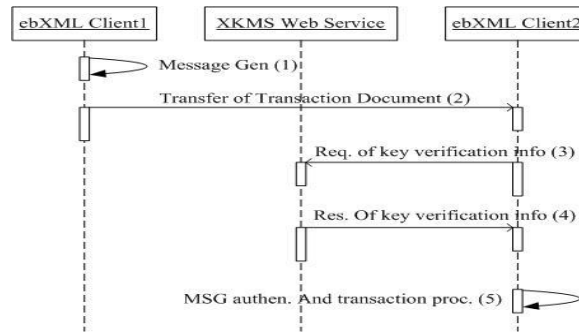 ebXML Client1
XKMS Web Service
ebXML Client2
Message Gen (1)
Transfer of Transaction Document (2)
Req. of key verification info (3)
Res. Of key verification info (4)
MSG authen. And transaction proc. (5)